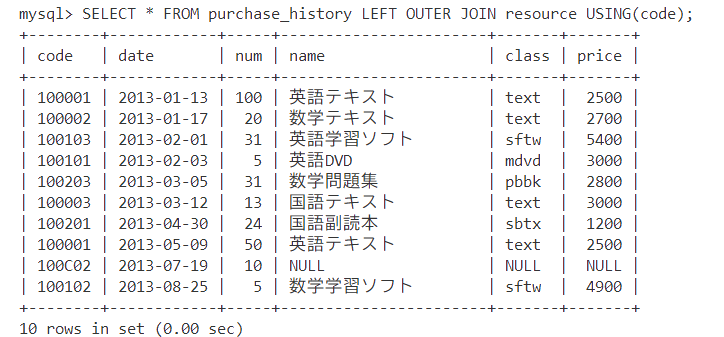 mysql> SELECT * FROM purchase_history LEFT OUTER JOIN resource USING(code);
+--------+------------+-----+--------------------+-------+-------+
| code   | date       | num | name               | class | price |
+--------+------------+-----+--------------------+-------+-------+
| 100001 | 2013-01-13 | 100 | 英語テキスト | text | 2500 |
| 100002 | 2013-01-17 | 20 | 数学テキスト | text | 2700 |
| 100103 | 2013-02-01 | 31 | 英語学習ソフト | sftw | 5400 |
| 100101 | 2013-02-03 | 5 | 英語DVD | mdvd | 3000 |
| 100203 | 2013-03-05 | 31 | 数学問題集 | pbbk | 2800 |
| 100003 | 2013-03-12 | 13 | 国語テキスト | text | 3000 |
| 100201 | 2013-04-30 | 24 | 国語副読本 | sbtx | 1200 |
| 100001 | 2013-05-09 | 50 | 英語テキスト | text | 2500 |
| 100C02 | 2013-07-19 | 10 | NULL | NULL | NULL |
| 100102 | 2013-08-25 | 5 | 数学学習ソフト | sftw | 4900 |
+--------+------------+-----+--------------------+-------+-------+
10 rows in set (0.00 sec)